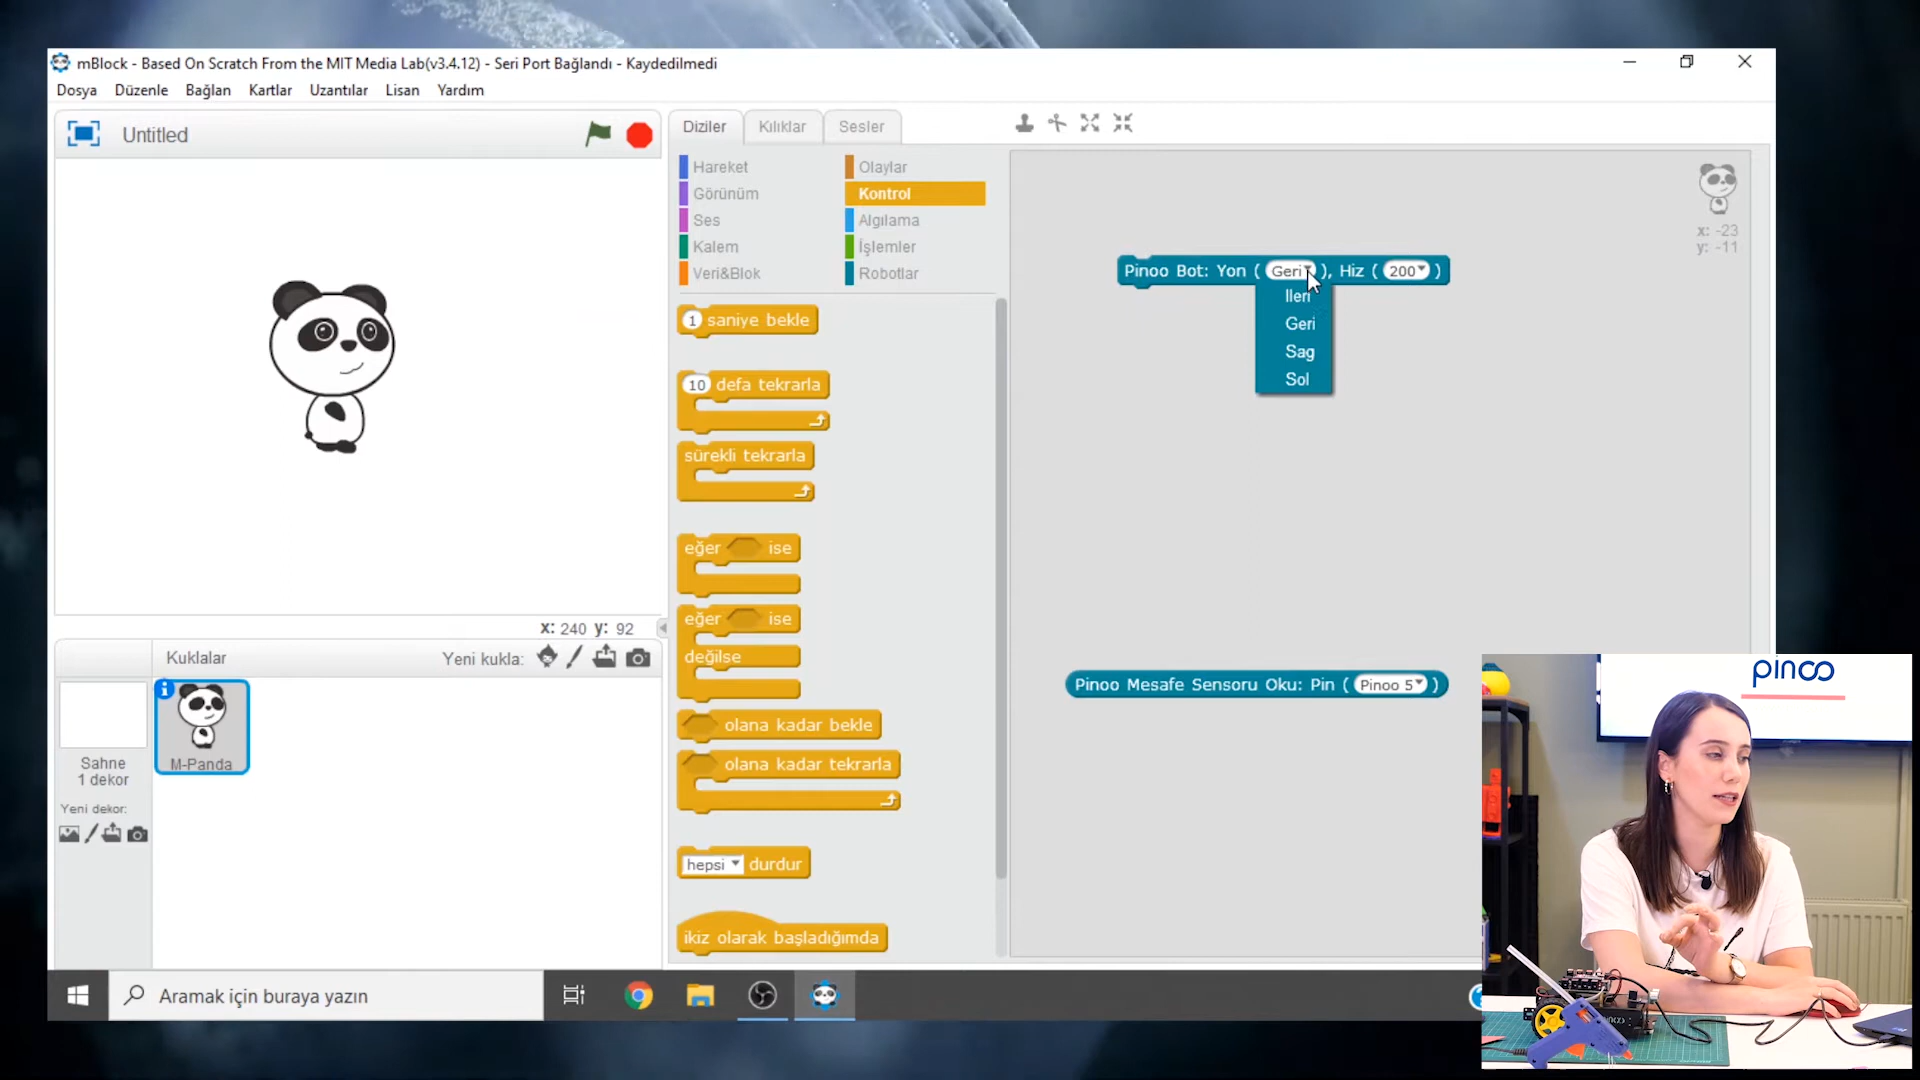 mBlock - Based On Scratch From the MIT Media Lab(v3.4.12) - Seri Port Bağlandı - Kaydedilmedi
Dosya Düzenle Bağlan Kartlar Uzantılar Lisan Yardım
Untitled
Diziler Kılıklar Sesler
Hareket Olaylar
Görünüm Kontrol
Ses Algılama
Kalem İşlemler
Veri&Blok Robotlar
1 saniye bekle
10 defa tekrarla
sürekli tekrarla
eğer ise
eğer ise
değilse
olana kadar bekle
olana kadar tekrarla
hepsi durdur
ikiz olarak başladığımda
x: -23
y: -11
Pinoo Bot: Yon ( Geri ), Hiz ( 200 )
Ileri
Geri
Sag
Sol
Pinoo Mesafe Sensoru Oku: Pin ( Pinoo 5 )
x: 240 y: 92
Kuklalar Yeni kukla:
Sahne
1 dekor
Yeni dekor:
M-Panda
Aramak için buraya yazın
pinoo